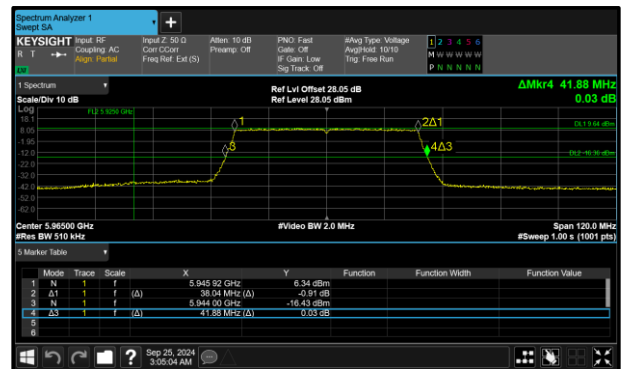 Spectrum Analyzer 1
Swept SA
+
KEYSIGHT Input: RF Input Z: 50 Ω Atten: 10 dB PNO: Fast #Avg Type: Voltage 1 2 3 4 5 6
R T Coupling: AC Corr CCorr Preamp: Off Gate: Off Avg|Hold: 10/10 M W W W W W
Align: Partial Freq Ref: Ext (S) IF Gain: Low Trig: Free Run
Sig Track: Off P N N N N N
LW
1 Spectrum Ref Lvl Offset 28.05 dB ΔMkr4 41.88 MHz
Scale/Div 10 dB Ref Level 28.05 dBm 0.03 dB
Log FL2 5.9250 GHz
18.1 1 2Δ1 DL1 9.64 dBm
8.05
-1.95 3 4Δ3
-12.0
-22.0
-32.0
-42.0
-52.0
-62.0
Center 5.96500 GHz #Video BW 2.0 MHz Span 120.0 MHz
#Res BW 510 kHz #Sweep 1.00 s (1001 pts)
5 Marker Table
Mode Trace Scale X Y Function Function Width Function Value
1 N 1 f 5.945 92 GHz 6.34 dBm
2 Δ1 1 f (Δ) 38.04 MHz (Δ) -0.91 dB
3 N 1 f 5.944 00 GHz -16.43 dBm
4 Δ3 1 f (Δ) 41.88 MHz (Δ) 0.03 dB
5
6
? Sep 25, 2024
3:05:04 AM